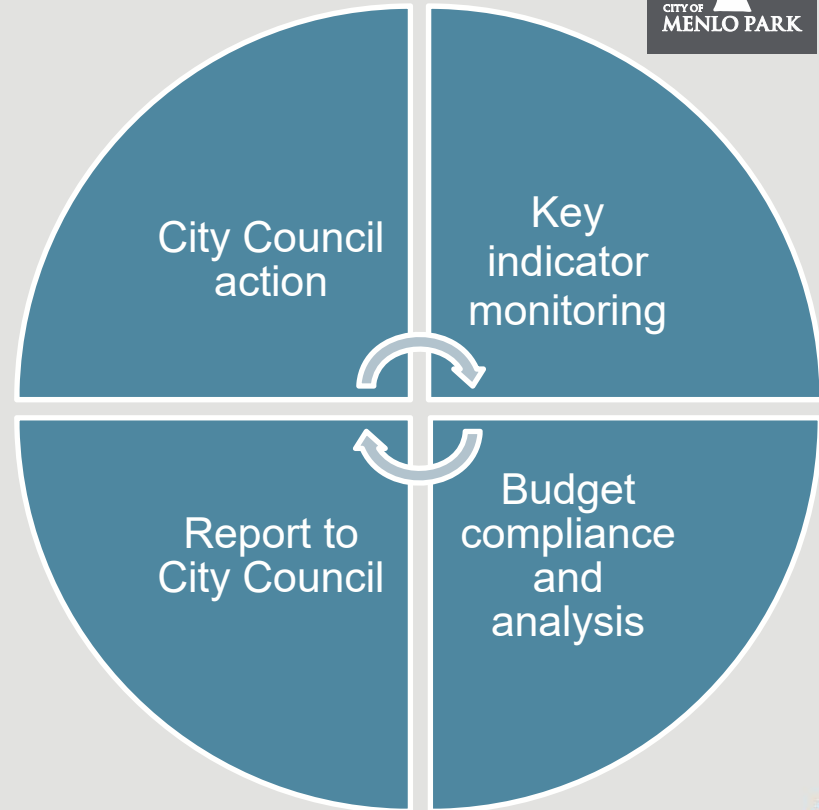 CITY OF
MENLO PARK
City Council
action
Key
indicator
monitoring
Report to
City Council
Budget
compliance
and
analysis